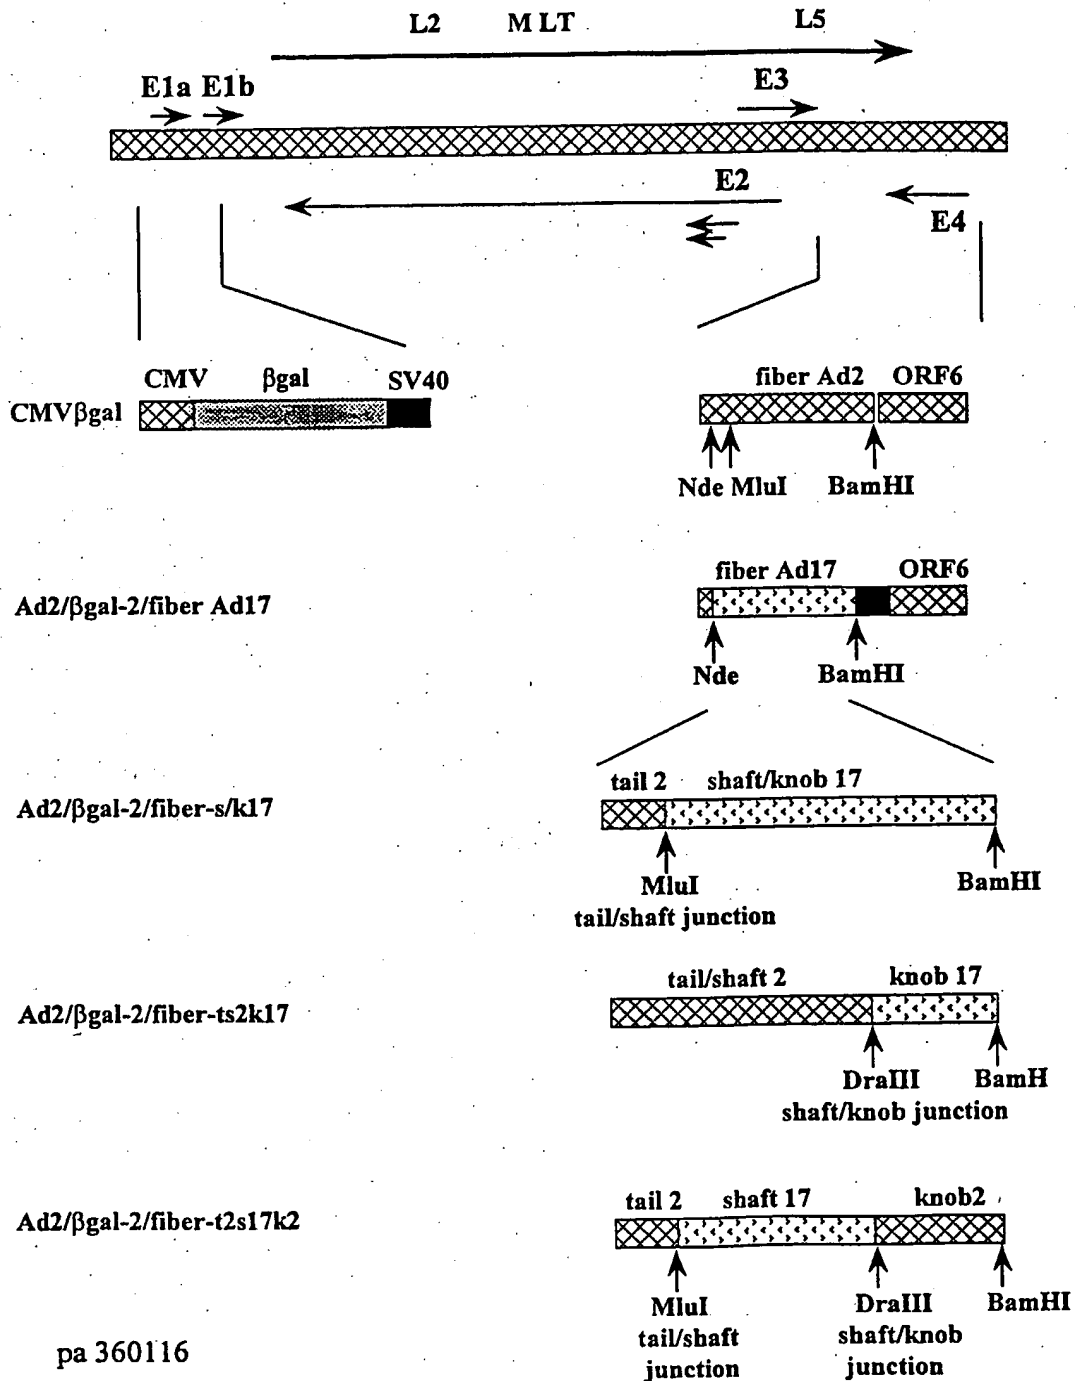 L2 MLT L5
E1a E1b E3
E2
E4
CMV βgal SV40 fiber Ad2 ORF6
CMVβgal
Nde MluI BamHI
fiber Ad17 ORF6
Ad2/βgal-2/fiber Ad17
Nde BamHI
tail 2 shaft/knob 17
Ad2/βgal-2/fiber-s/k17
MluI BamHI
tail/shaft junction
tail/shaft 2 knob 17
Ad2/βgal-2/fiber-ts2k17
DraIII BamH
shaft/knob junction
tail 2 shaft 17 knob2
Ad2/βgal-2/fiber-t2s17k2
MluI DraIII BamHI
tail/shaft shaft/knob
junction junction
pa 360116